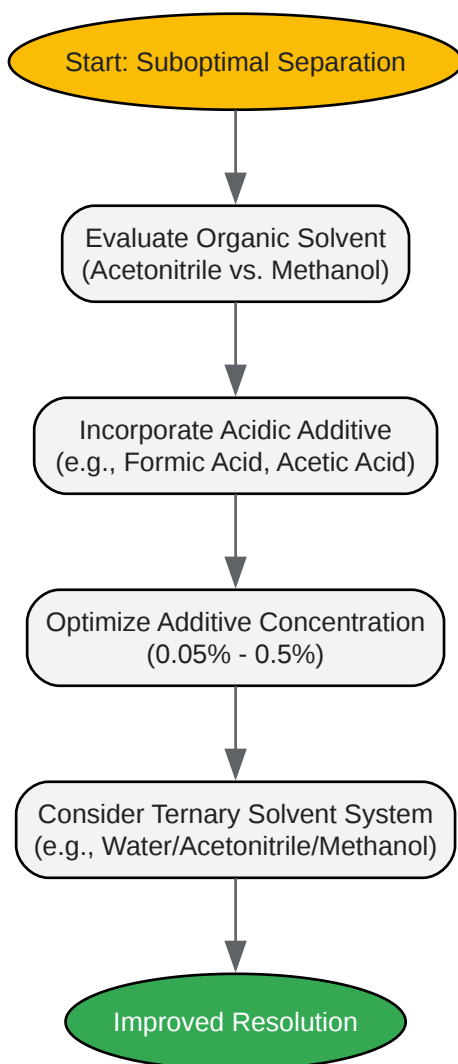 Start: Suboptimal Separation
Evaluate Organic Solvent
(Acetonitrile vs. Methanol)
Incorporate Acidic Additive
(e.g., Formic Acid, Acetic Acid)
Optimize Additive Concentration
(0.05% - 0.5%)
Consider Ternary Solvent System
(e.g., Water/Acetonitrile/Methanol)
Improved Resolution